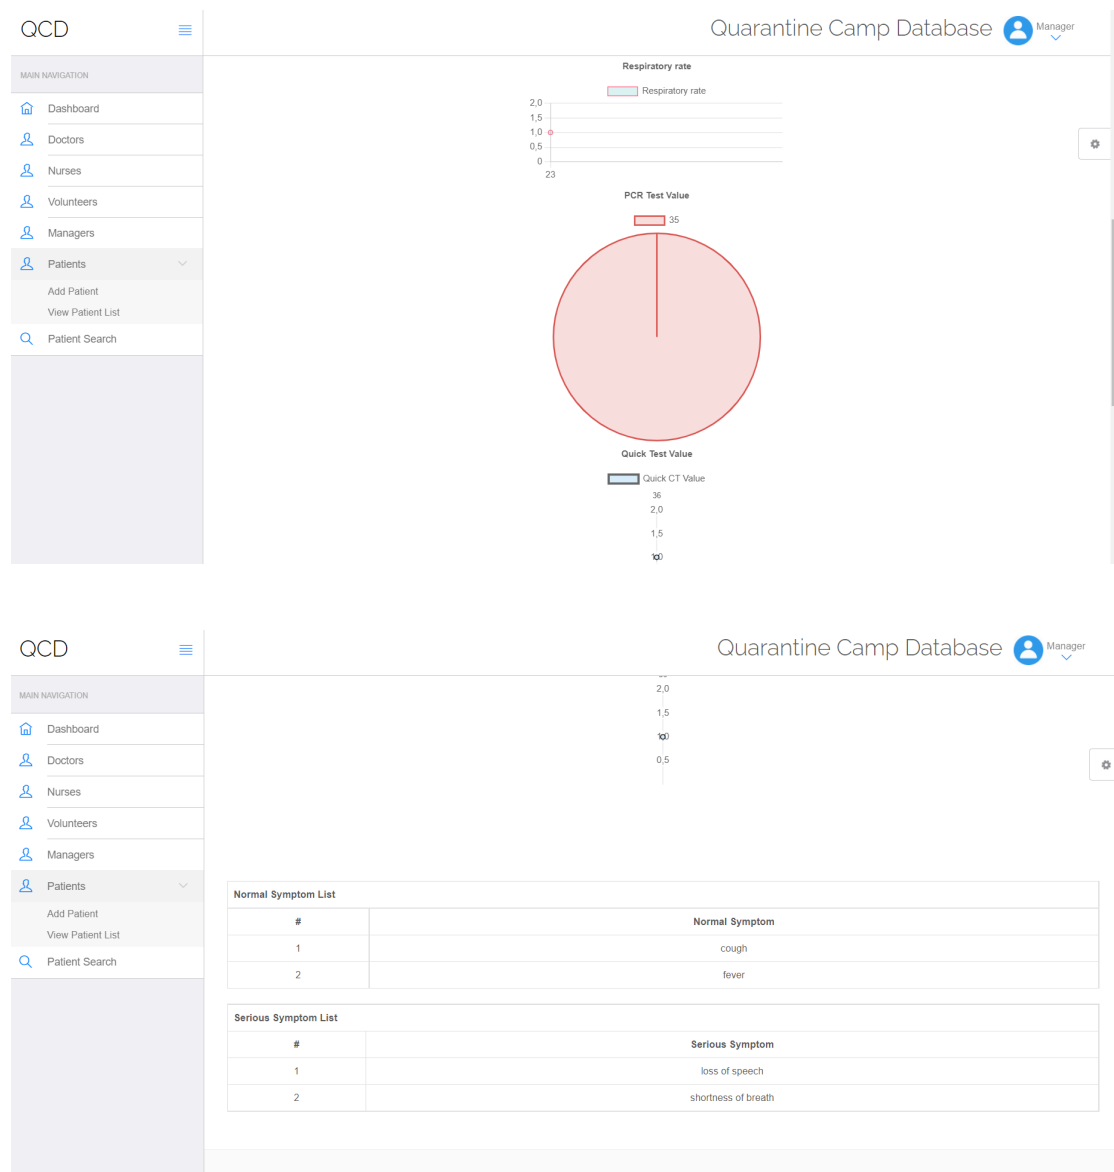 QCD
Quarantine Camp Database
Manager
MAIN NAVIGATION
Dashboard
Doctors
Nurses
Volunteers
Managers
Patients
Add Patient
View Patient List
Patient Search
Respiratory rate
Respiratory rate
2,0
1,5
1,0
0,5
0
23
PCR Test Value
35
Quick Test Value
Quick CT Value
36
2,0
1,5
1,0
QCD
Quarantine Camp Database
Manager
MAIN NAVIGATION
Dashboard
Doctors
Nurses
Volunteers
Managers
Patients
Add Patient
View Patient List
Patient Search
2,0
1,5
1,0
0,5
Normal Symptom List
# Normal Symptom
1 cough
2 fever
Serious Symptom List
# Serious Symptom
1 loss of speech
2 shortness of breath